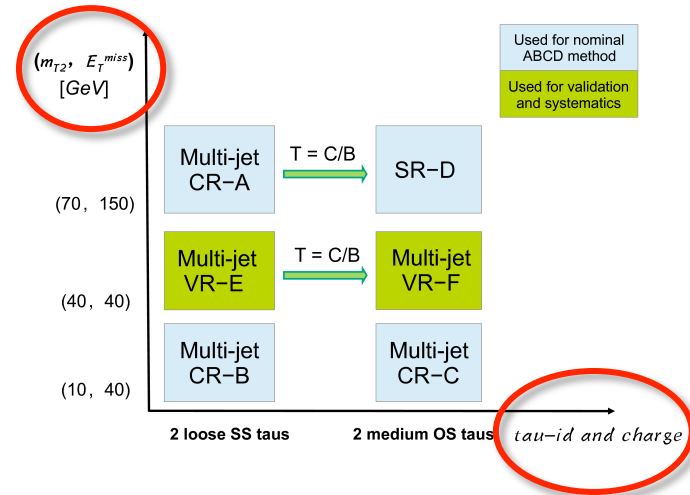 (m_T2, E_T^miss)
[GeV]
Used for nominal
ABCD method
Used for validation
and systematics
Multi-jet
CR−A
T = C/B
SR−D
(70, 150)
Multi-jet
VR−E
T = C/B
Multi-jet
VR−F
(40, 40)
Multi-jet
CR−B
Multi-jet
CR−C
(10, 40)
2 loose SS taus
2 medium OS taus
tau−id and charge